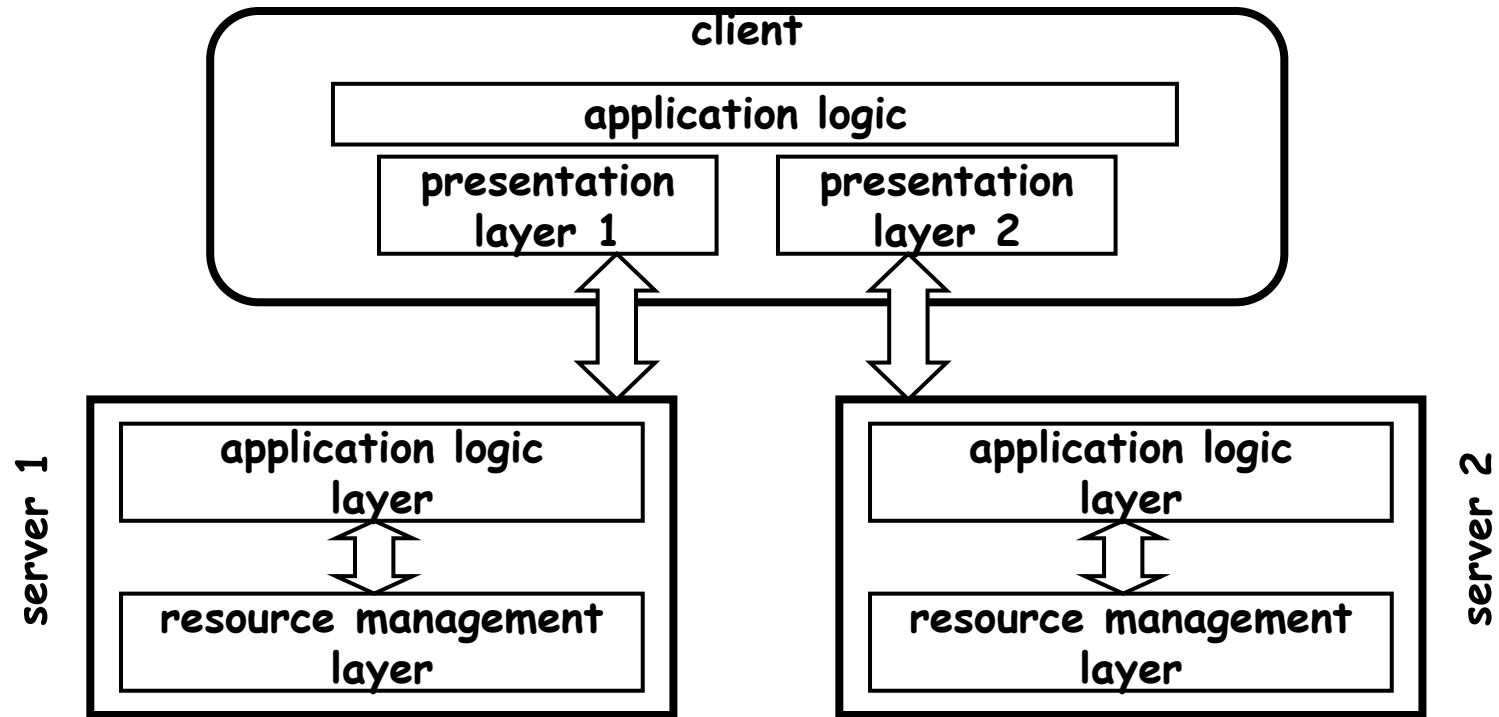 client
application logic
presentation
layer 1
presentation
layer 2
server 1
application logic
layer
resource management
layer
application logic
layer
resource management
layer
server 2